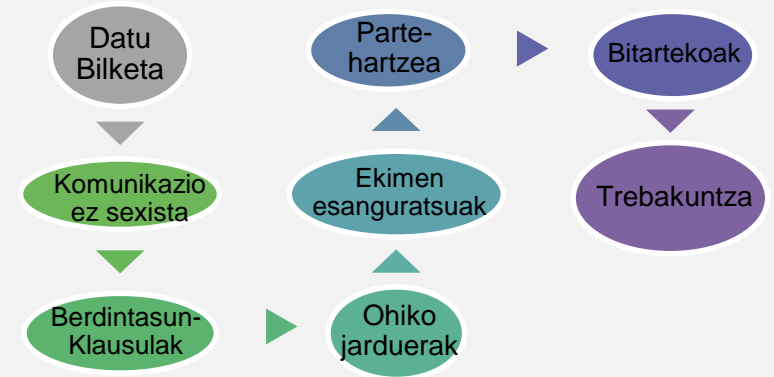 Datu
Bilketa
Komunikazio
ez sexista
Berdintasun-
Klausulak
Ohiko
jarduerak
Ekimen
esanguratsuak
Parte-
hartzea
Bitartekoak
Trebakuntza